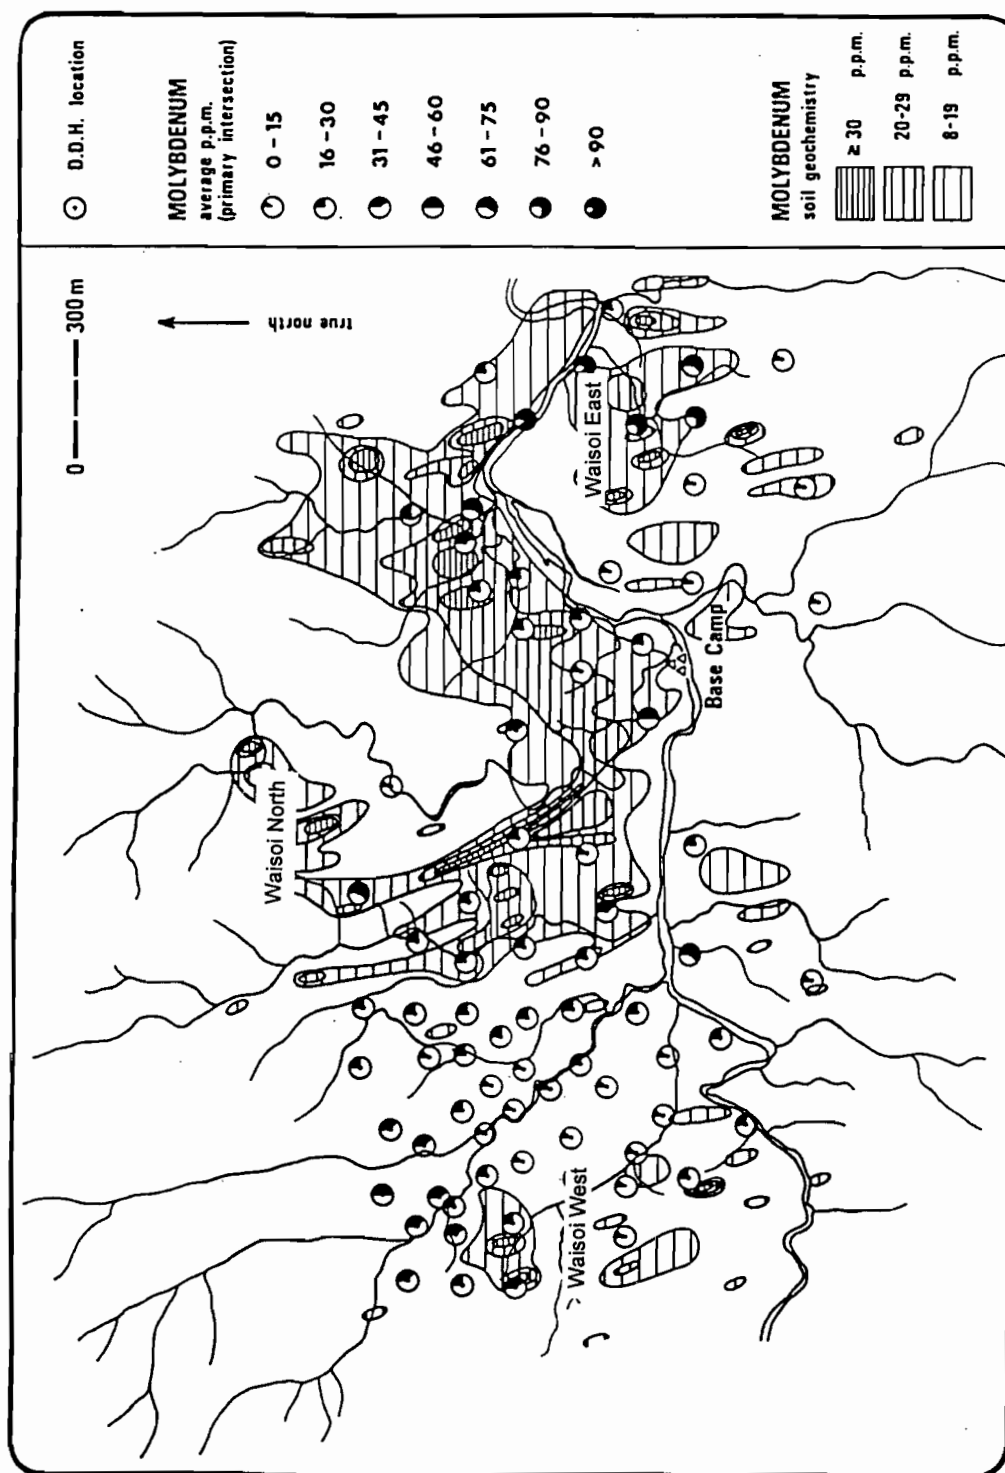 D.D.H. location
MOLYBDENUM
average p.p.m.
(primary intersection)
0 – 15
16 – 30
31 – 45
46 – 60
61 – 75
76 – 90
> 90
MOLYBDENUM
soil geochemistry
≥ 30 p.p.m.
20-29 p.p.m.
8-19 p.p.m.
0 300 m
true north
Waisoi North
Waisoi East
Base Camp
Waisoi West